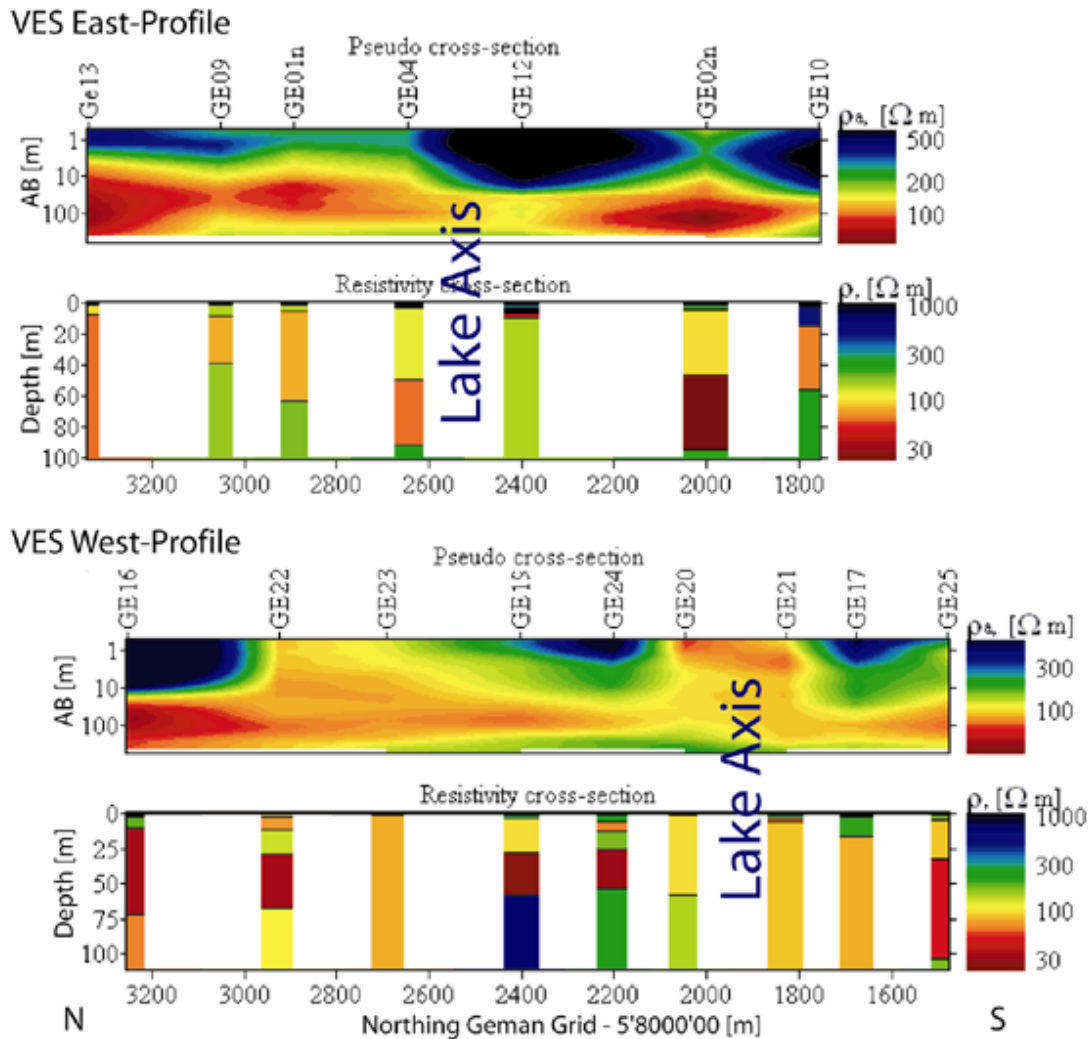 VES East-Profile
Pseudo cross-section
Ge13 GE09 GE01n GE04 GE12 GE02n GE10
ρa, [Ω m]
AB [m]
1
10
100
500
200
100
Lake Axis
Resistivity cross-section
ρ, [Ω m]
Depth [m]
0
20
40
60
80
100
1000
300
100
30
3200 3000 2800 2600 2400 2200 2000 1800
VES West-Profile
Pseudo cross-section
GE16 GE22 GE23 GE15 GE24 GE20 GE21 GE17 GE25
ρa, [Ω m]
AB [m]
1
10
100
300
100
Lake Axis
Resistivity cross-section
ρ, [Ω m]
Depth [m]
0
25
50
75
100
1000
300
100
30
3200 3000 2800 2600 2400 2200 2000 1800 1600
N Northing Geman Grid - 5'8000'00 [m] S